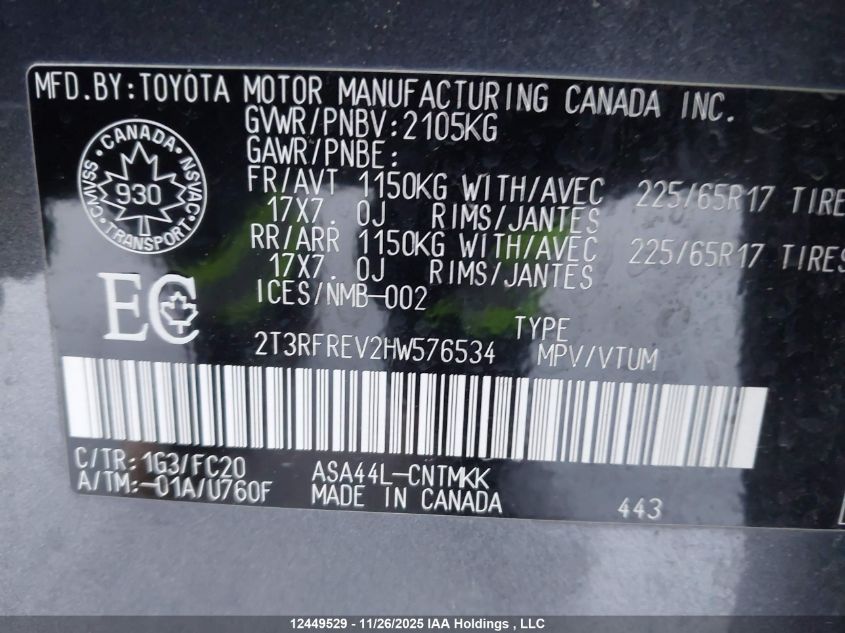 MFD.BY:TOYOTA MOTOR MANUFACTURING CANADA INC.
GVWR/PNBV:2105KG
GAWR/PNBE:
FR/AVT 1150KG WITH/AVEC 225/65R17 TIRES
17X7. 0J RIMS/JANTES
RR/ARR 1150KG WITH/AVEC 225/65R17 TIRES
17X7. 0J RIMS/JANTES
ICES/NMB-002
CANADA
CMVSS
930
NSVAC
TRANSPORT
EC
TYPE
2T3RFREV2HW576534 MPV/VTUM
C/TR:1G3/FC20 ASA44L-CNTMKK
A/TM:-01A/U760F MADE IN CANADA 443
12449529 - 11/26/2025 IAA Holdings , LLC